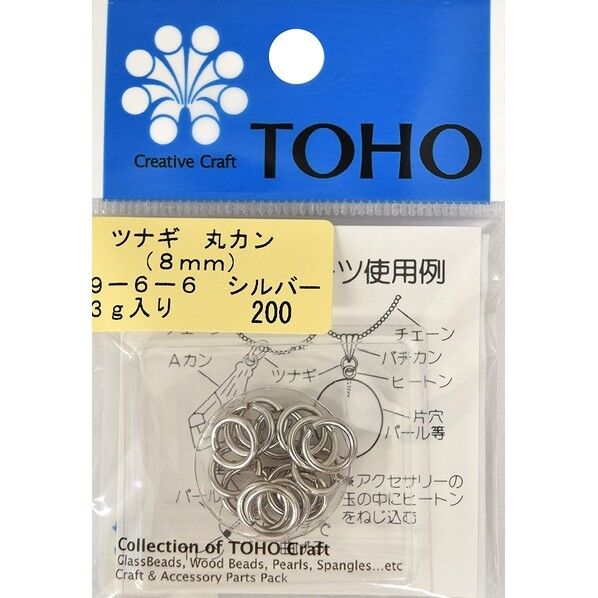 Creative Craft
TOHO
ツナギ 丸カン
(8mm)
9-6-6 シルバー
3g入り 200
ツ使用例
チェーン
Aカン
ツナギ
バチカン
ヒートン
片穴
パール等
パール
*アクセサリーの
玉の中にヒートン
をねじ込む
Collection of TOHO Craft
GlassBeads, Wood Beads, Pearls, Spangles...etc
Craft & Accessory Parts Pack